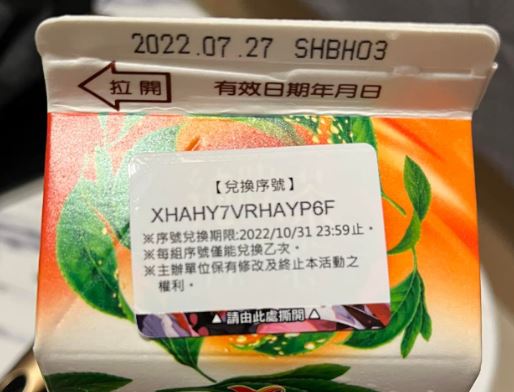 2022.07.27 SHBH03
拉開 有效日期年月日
【兌換序號】
XHAHY7VRHAYP6F
※序號兌換期限:2022/10/31 23:59止。
※每組序號僅能兌換乙次。
※主辦單位保有修改及終止本活動之
權利。
▲請由此處撕開△